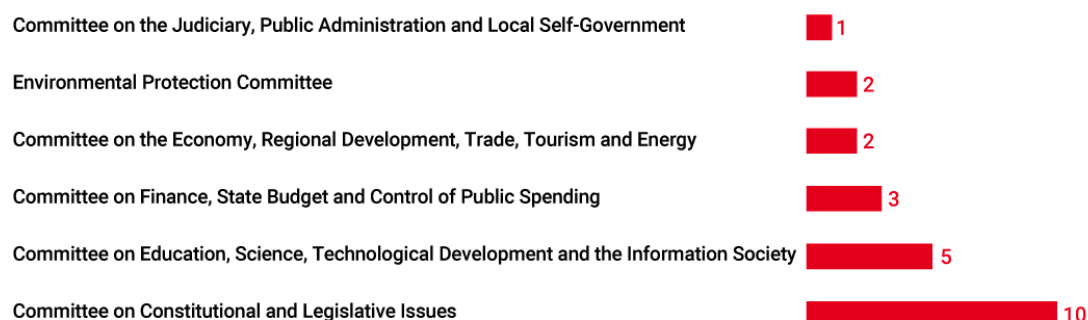 Committee on the Judiciary, Public Administration and Local Self-Government 1
Environmental Protection Committee 2
Committee on the Economy, Regional Development, Trade, Tourism and Energy 2
Committee on Finance, State Budget and Control of Public Spending 3
Committee on Education, Science, Technological Development and the Information Society 5
Committee on Constitutional and Legislative Issues 10